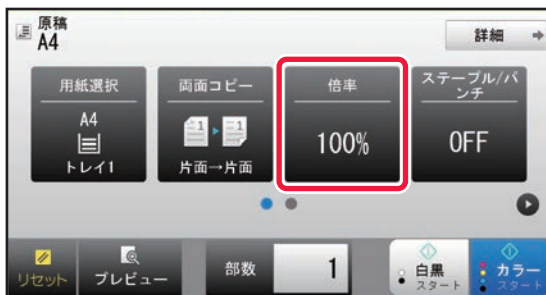 原稿
A4
詳細
用紙選択
A4
トレイ1
両面コピー
1
1
片面→片面
倍率
100%
ステープル/パ
ンチ
OFF
リセット
プレビュー
部数
1
白黒
スタート
カラー
スタート